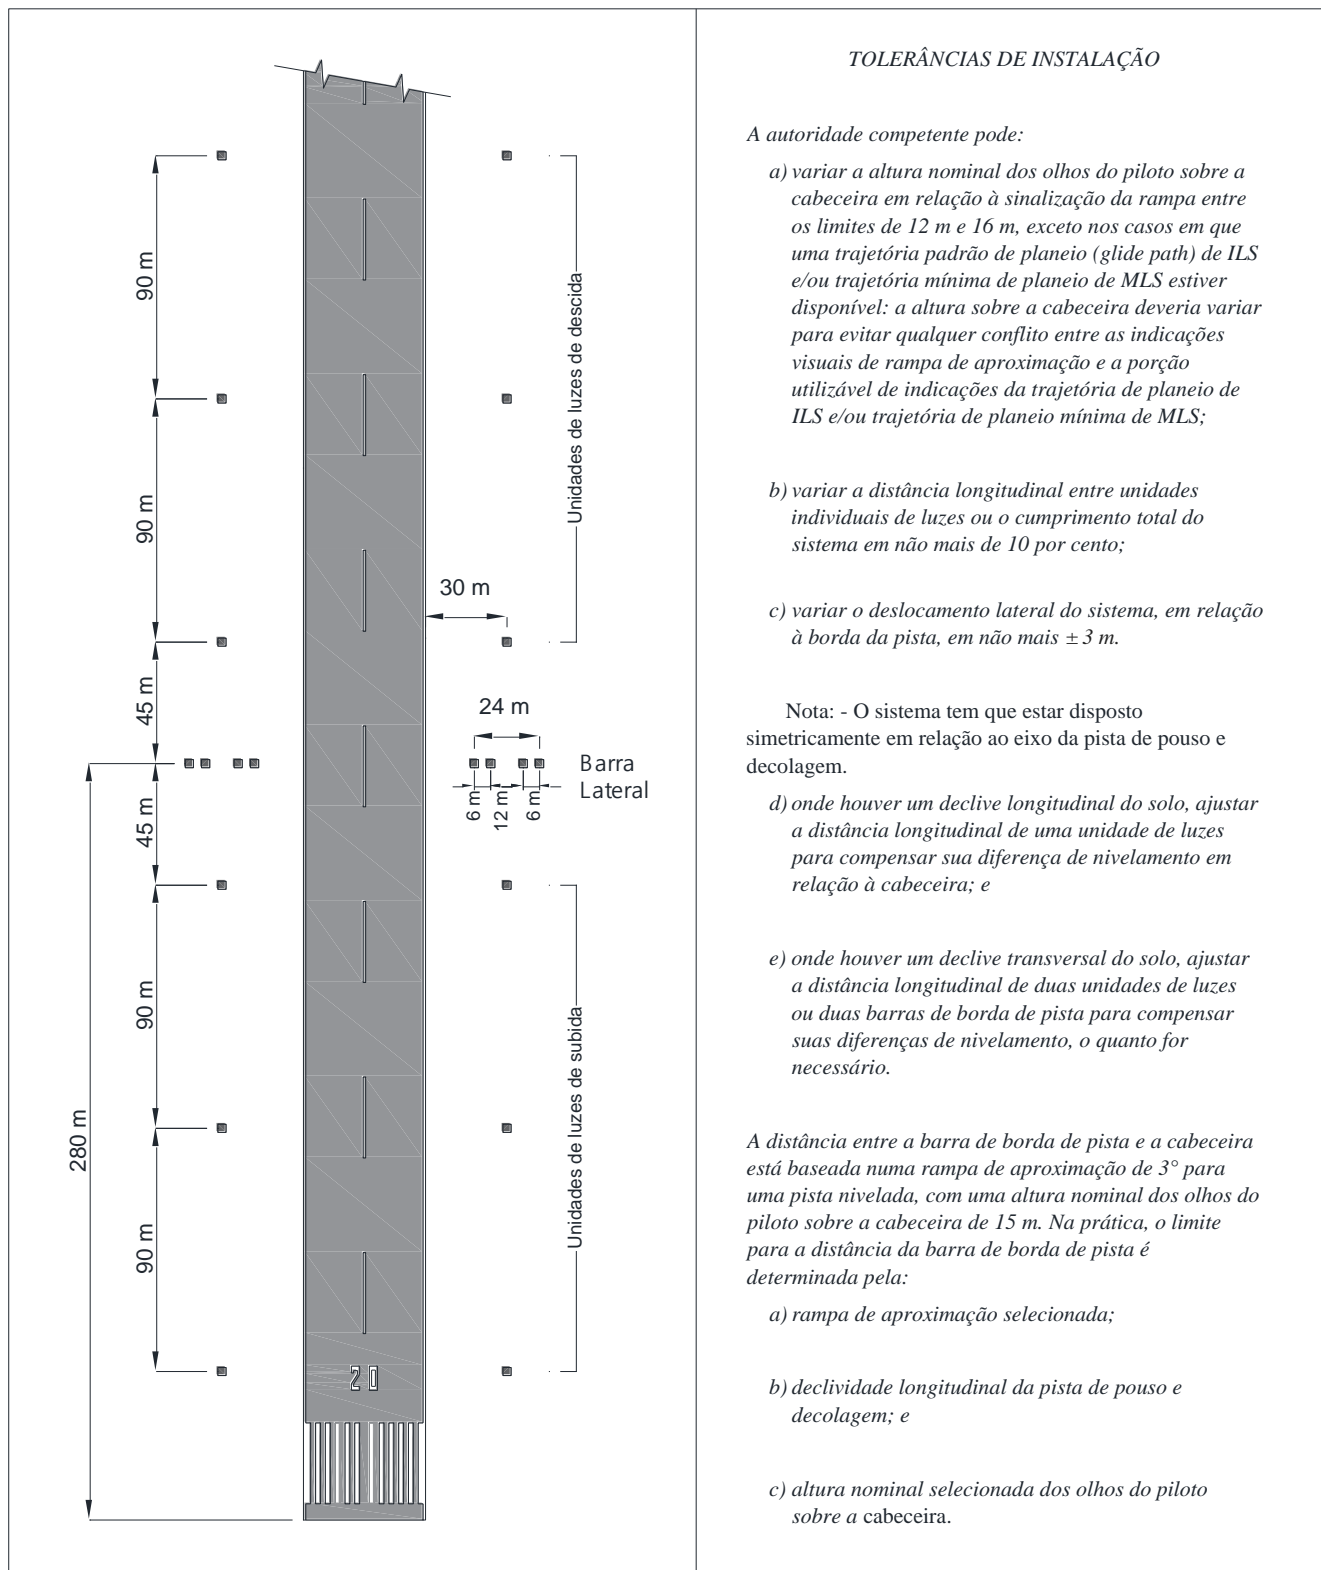 90 m
90 m
45 m
45 m
90 m
90 m
280 m
Unidades de luzes de descida
30 m
24 m
Barra
Lateral
6 m
12 m
6 m
Unidades de luzes de subida
20
TOLERÂNCIAS DE INSTALAÇÃO
A autoridade competente pode:
a) variar a altura nominal dos olhos do piloto sobre a
cabeceira em relação à sinalização da rampa entre
os limites de 12 m e 16 m, exceto nos casos em que
uma trajetória padrão de planeio (glide path) de ILS
e/ou trajetória mínima de planeio de MLS estiver
disponível: a altura sobre a cabeceira deveria variar
para evitar qualquer conflito entre as indicações
visuais de rampa de aproximação e a porção
utilizável de indicações da trajetória de planeio de
ILS e/ou trajetória de planeio mínima de MLS;
b) variar a distância longitudinal entre unidades
individuais de luzes ou o cumprimento total do
sistema em não mais de 10 por cento;
c) variar o deslocamento lateral do sistema, em relação
à borda da pista, em não mais ± 3 m.
Nota: - O sistema tem que estar disposto
simetricamente em relação ao eixo da pista de pouso e
decolagem.
d) onde houver um declive longitudinal do solo, ajustar
a distância longitudinal de uma unidade de luzes
para compensar sua diferença de nivelamento em
relação à cabeceira; e
e) onde houver um declive transversal do solo, ajustar
a distância longitudinal de duas unidades de luzes
ou duas barras de borda de pista para compensar
suas diferenças de nivelamento, o quanto for
necessário.
A distância entre a barra de borda de pista e a cabeceira
está baseada numa rampa de aproximação de 3° para
uma pista nivelada, com uma altura nominal dos olhos do
piloto sobre a cabeceira de 15 m. Na prática, o limite
para a distância da barra de borda de pista é
determinada pela:
a) rampa de aproximação selecionada;
b) declividade longitudinal da pista de pouso e
decolagem; e
c) altura nominal selecionada dos olhos do piloto
sobre a cabeceira.